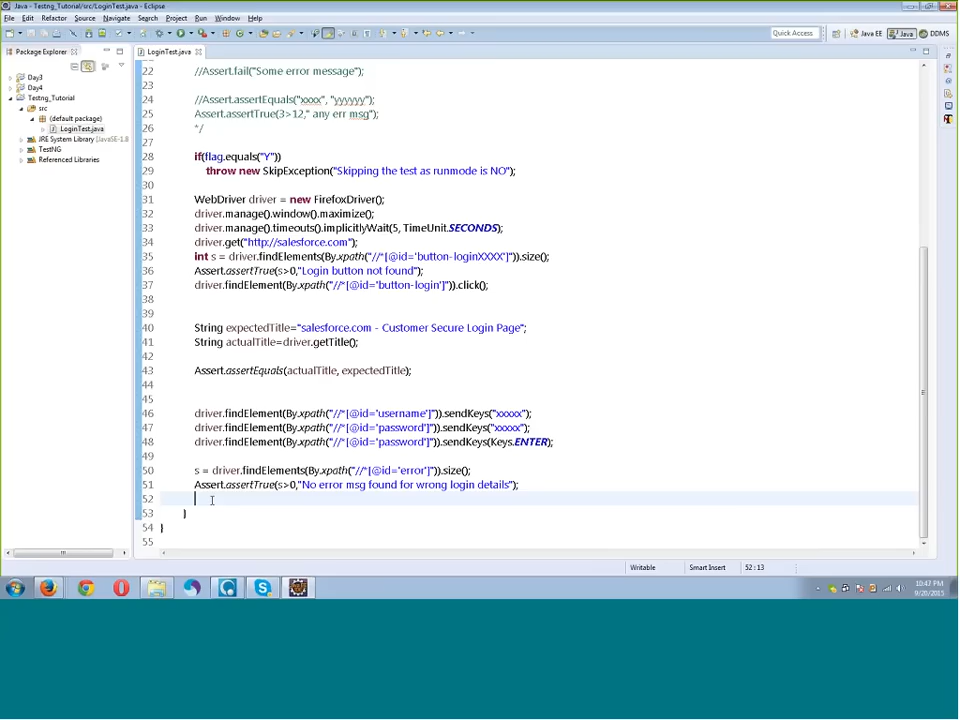 Java - Testng_Tutorial/src/LoginTest.java - Eclipse
File Edit Refactor Source Navigate Search Project Run Window Help
Quick Access Java EE Java DDMS
Package Explorer LoginTest.java
Day3
Day4
Testng_Tutorial
src
(default package)
LoginTest.java
JRE System Library [JavaSE-1.8
TestNG
Referenced Libraries
22 //Assert.fail("Some error message");
23
24 //Assert.assertEquals("xxxx", "yyyyyy");
25 Assert.assertTrue(3>12," any err msg");
26 */
27
28 if(flag.equals("Y"))
29 throw new SkipException("Skipping the test as runmode is NO");
30
31 WebDriver driver = new FirefoxDriver();
32 driver.manage().window().maximize();
33 driver.manage().timeouts().implicitlyWait(5, TimeUnit.SECONDS);
34 driver.get("http://salesforce.com");
35 int s = driver.findElements(By.xpath("//*[@id='button-loginXXXX']")).size();
36 Assert.assertTrue(s>0,"Login button not found");
37 driver.findElement(By.xpath("//*[@id='button-login']")).click();
38
39
40 String expectedTitle="salesforce.com - Customer Secure Login Page";
41 String actualTitle=driver.getTitle();
42
43 Assert.assertEquals(actualTitle, expectedTitle);
44
45
46 driver.findElement(By.xpath("//*[@id='username']")).sendKeys("xxxxx");
47 driver.findElement(By.xpath("//*[@id='password']")).sendKeys("xxxxx");
48 driver.findElement(By.xpath("//*[@id='password']")).sendKeys(Keys.ENTER);
49
50 s = driver.findElements(By.xpath("//*[@id='error']")).size();
51 Assert.assertTrue(s>0,"No error msg found for wrong login details");
52
53 }
54 }
55
Writable Smart Insert 52:13
10:47 PM
9/20/2015